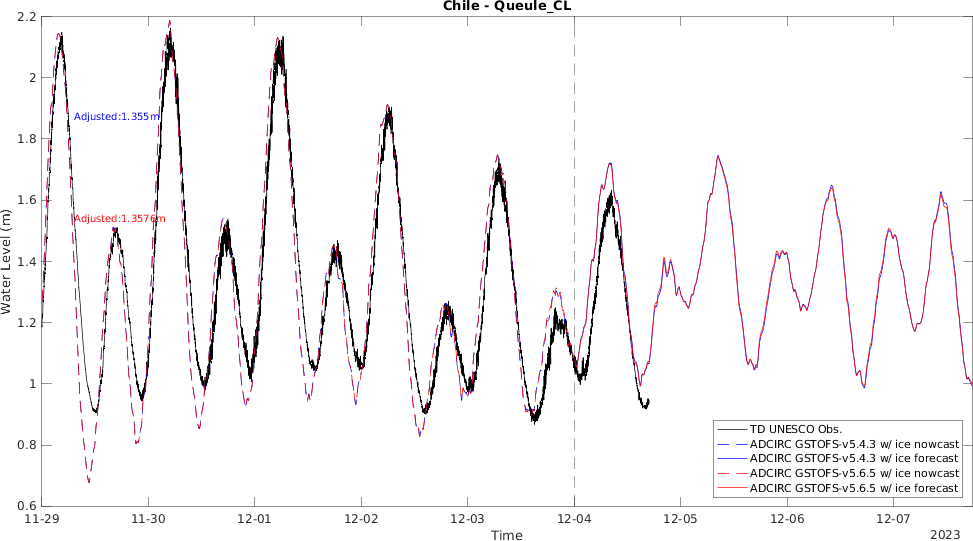 Chile - Queule_CL
2.2
2
1.8
1.6
1.4
1.2
1
0.8
0.6
Water Level (m)
Adjusted:1.355m
Adjusted:1.3576m
TD UNESCO Obs.
ADCIRC GSTOFS-v5.4.3 w/ ice nowcast
ADCIRC GSTOFS-v5.4.3 w/ ice forecast
ADCIRC GSTOFS-v5.6.5 w/ ice nowcast
ADCIRC GSTOFS-v5.6.5 w/ ice forecast
11-29 11-30 12-01 12-02 12-03 12-04 12-05 12-06 12-07
Time
2023